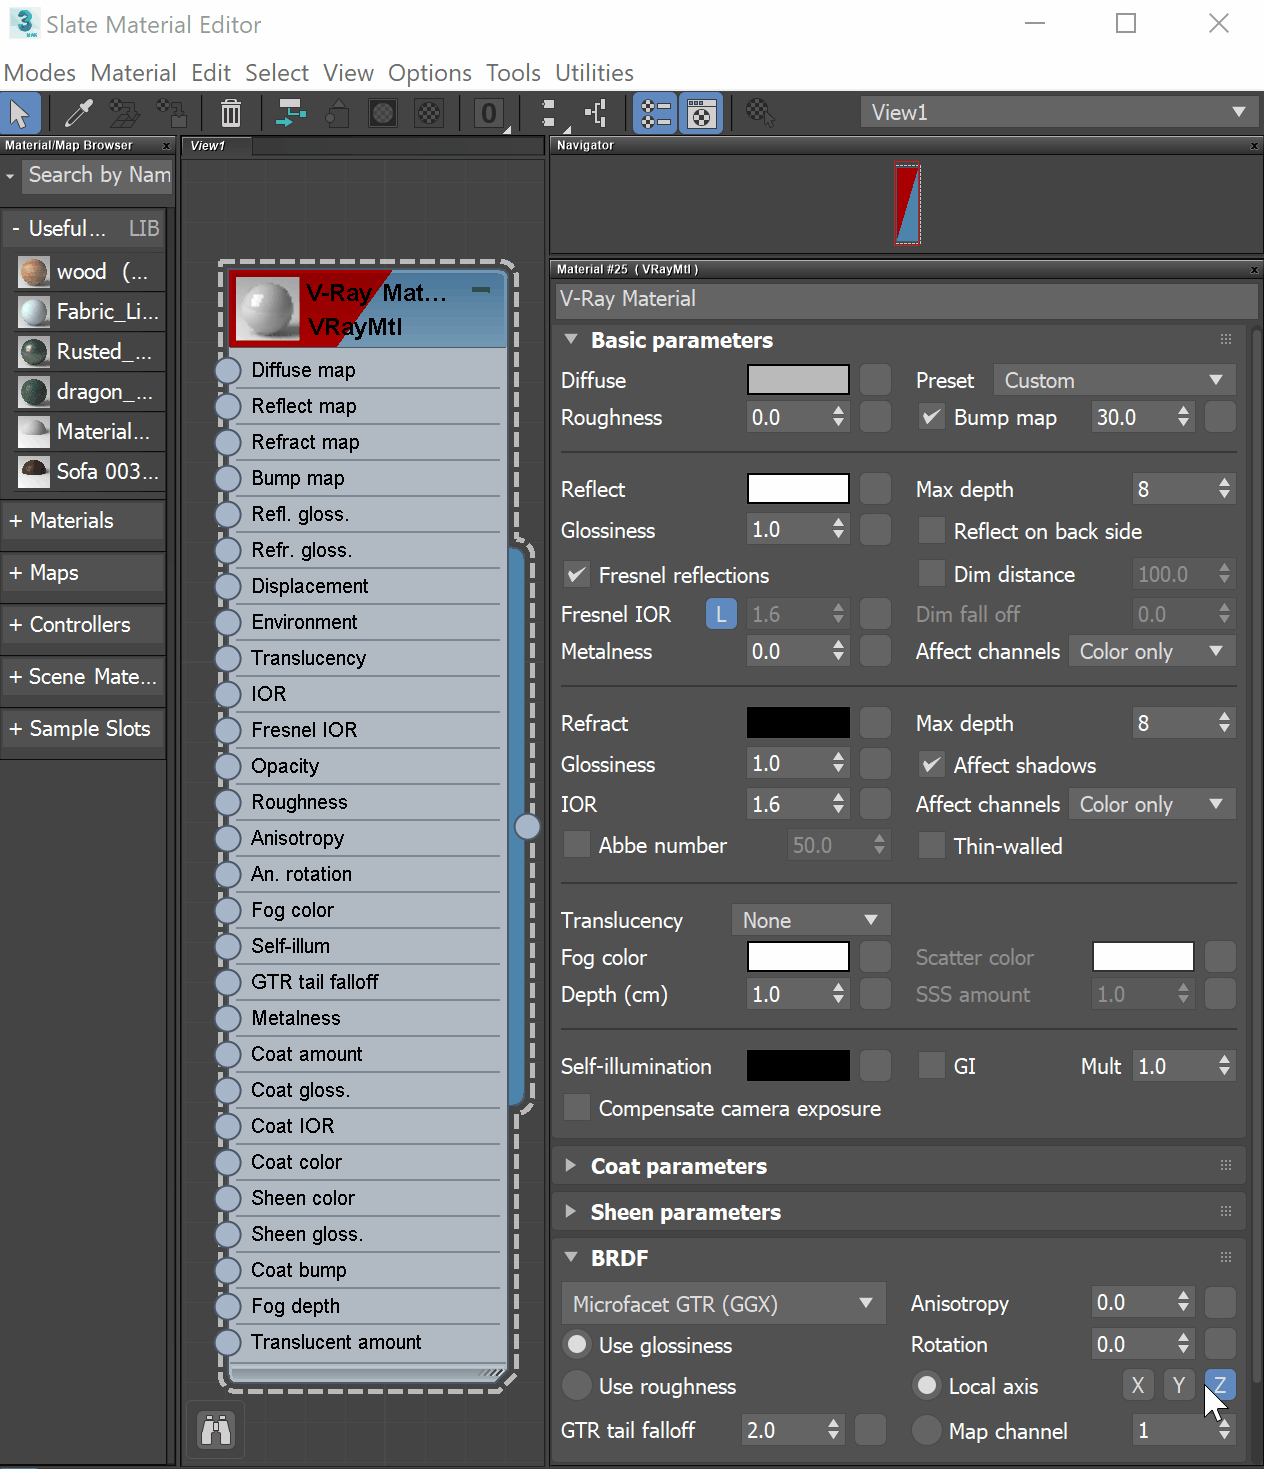 Slate Material Editor
Modes Material Edit Select View Options Tools Utilities
0
View1
Material/Map Browser x
View1
Navigator x
Search by Nam
- Useful... LIB
wood (...
Fabric_Li...
Rusted_...
dragon_...
Material...
Sofa 003...
+ Materials
+ Maps
+ Controllers
+ Scene Mate...
+ Sample Slots
V-Ray Mat...
VRayMtl
Diffuse map
Reflect map
Refract map
Bump map
Refl. gloss.
Refr. gloss.
Displacement
Environment
Translucency
IOR
Fresnel IOR
Opacity
Roughness
Anisotropy
An. rotation
Fog color
Self-illum
GTR tail falloff
Metalness
Coat amount
Coat gloss.
Coat IOR
Coat color
Sheen color
Sheen gloss.
Coat bump
Fog depth
Translucent amount
Material #25 ( VRayMtl ) x
V-Ray Material
Basic parameters
Diffuse Preset Custom
Roughness 0.0 Bump map 30.0
Reflect Max depth 8
Glossiness 1.0 Reflect on back side
Fresnel reflections Dim distance 100.0
Fresnel IOR L 1.6 Dim fall off 0.0
Metalness 0.0 Affect channels Color only
Refract Max depth 8
Glossiness 1.0 Affect shadows
IOR 1.6 Affect channels Color only
Abbe number 50.0 Thin-walled
Translucency None
Fog color Scatter color
Depth (cm) 1.0 SSS amount 1.0
Self-illumination GI Mult 1.0
Compensate camera exposure
Coat parameters
Sheen parameters
BRDF
Microfacet GTR (GGX) Anisotropy 0.0
Use glossiness Rotation 0.0
Use roughness Local axis X Y Z
GTR tail falloff 2.0 Map channel 1